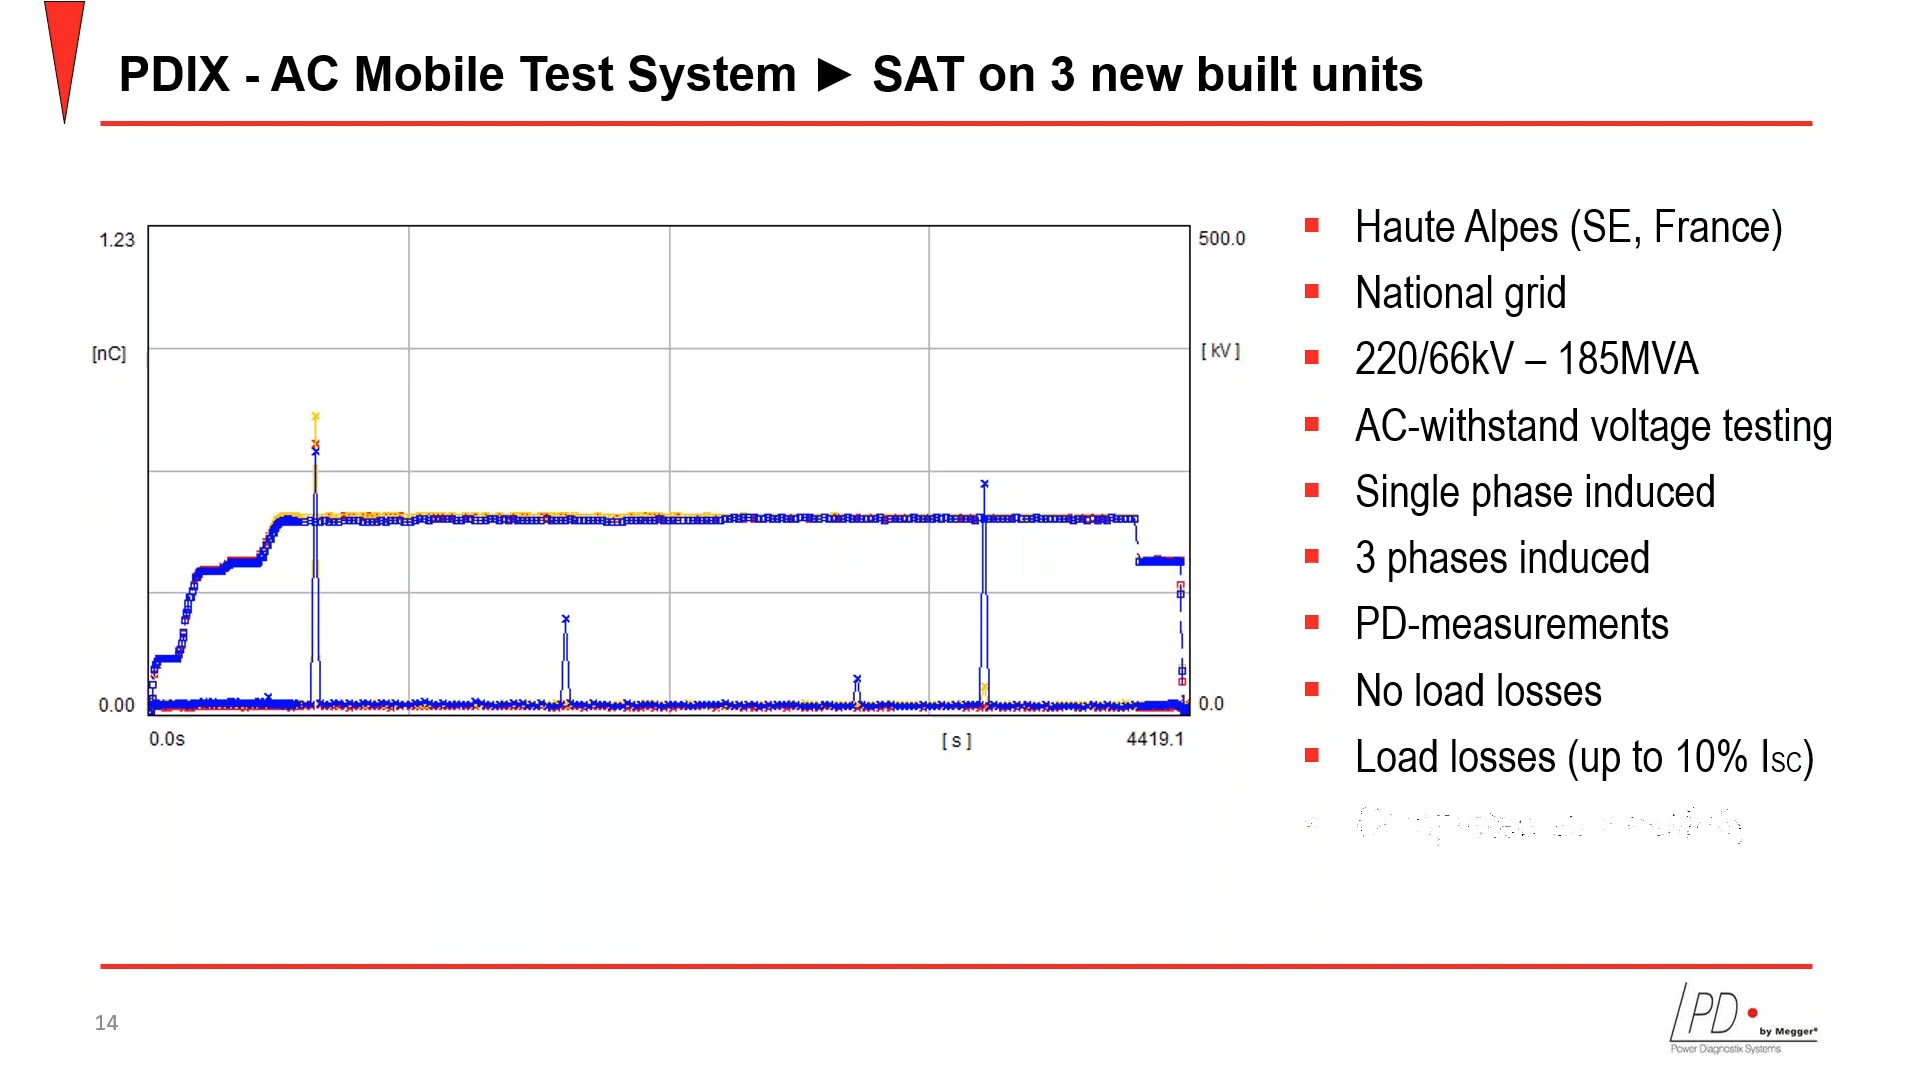 PDIX - AC Mobile Test System ► SAT on 3 new built units
1.23
[nC]
0.00
500.0
[ kV ]
0.0
0.0s
[ s ]
4419.1
Haute Alpes (SE, France)
National grid
220/66kV – 185MVA
AC-withstand voltage testing
Single phase induced
3 phases induced
PD-measurements
No load losses
Load losses (up to 10% ISC)
14
PD
by Megger®
Power Diagnostix Systems